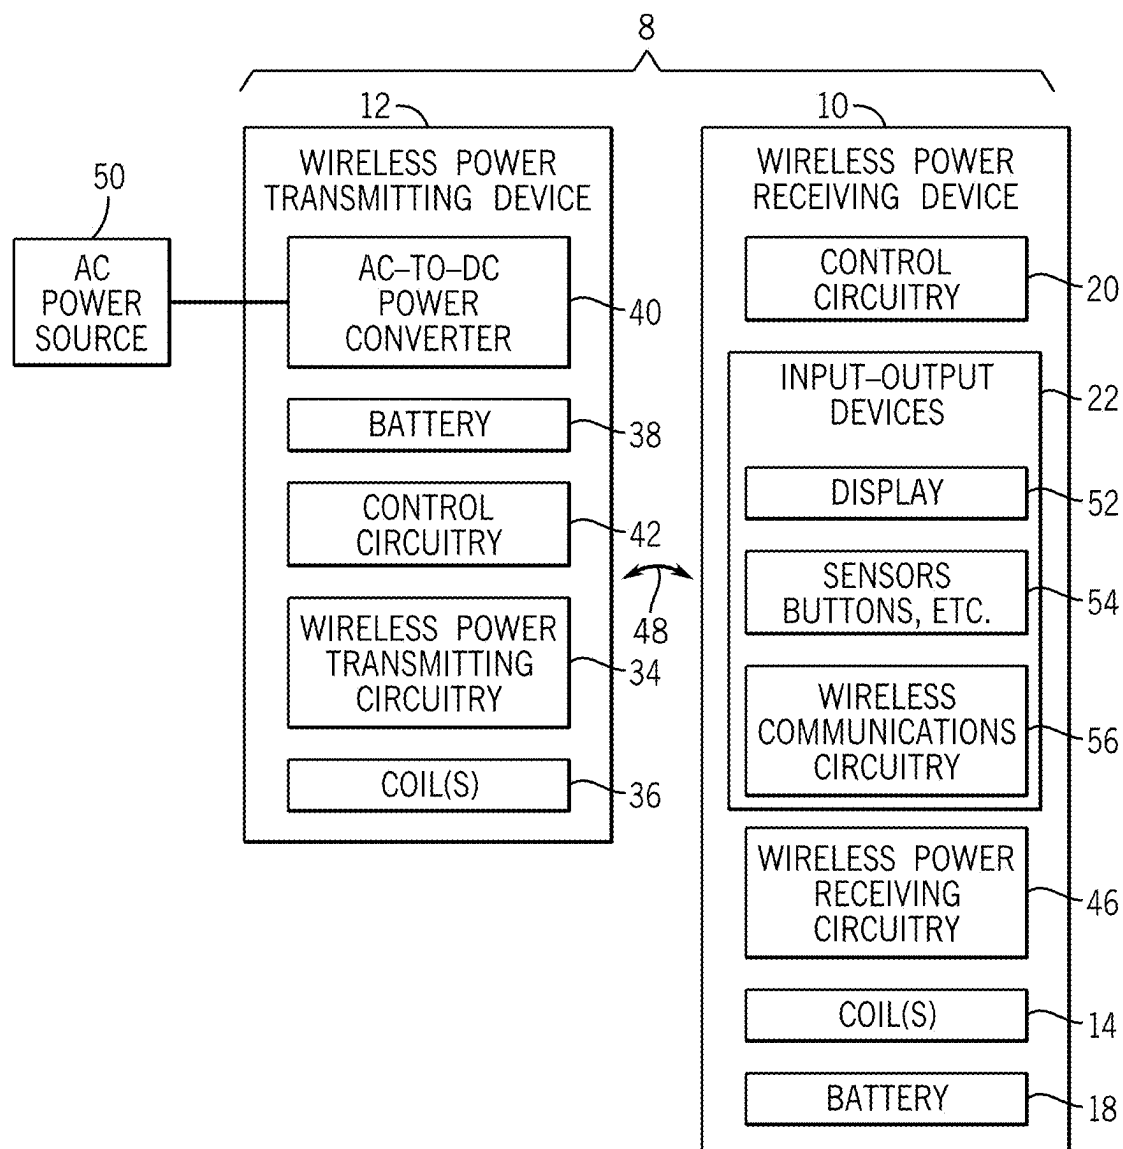 8
12
WIRELESS POWER
TRANSMITTING DEVICE
50
AC
POWER
SOURCE
AC–TO–DC
POWER
CONVERTER
40
BATTERY
38
CONTROL
CIRCUITRY
42
WIRELESS POWER
TRANSMITTING
CIRCUITRY
34
COIL(S)
36
48
10
WIRELESS POWER
RECEIVING DEVICE
CONTROL
CIRCUITRY
20
INPUT–OUTPUT
DEVICES
22
DISPLAY
52
SENSORS
BUTTONS, ETC.
54
WIRELESS
COMMUNICATIONS
CIRCUITRY
56
WIRELESS POWER
RECEIVING
CIRCUITRY
46
COIL(S)
14
BATTERY
18